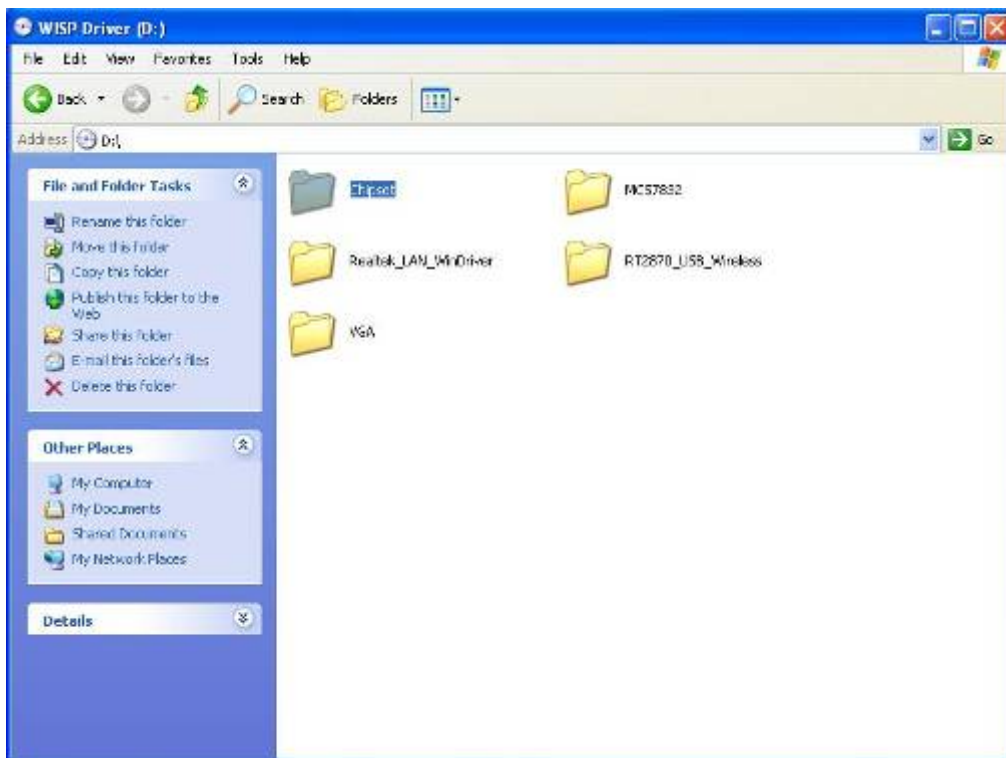 WISP Driver (D:)
File Edit View Favorites Tools Help
Back Search Folders
Address D:\ Go
File and Folder Tasks
Rename this folder
Move this folder
Copy this folder
Publish this folder to the
Web
Share this folder
E-mail this folder's files
Delete this folder
Other Places
My Computer
My Documents
Shared Documents
My Network Places
Details
Chipset MCS7832
Realtek_LAN_WinDriver RT2870_USB_Wireless
VGA